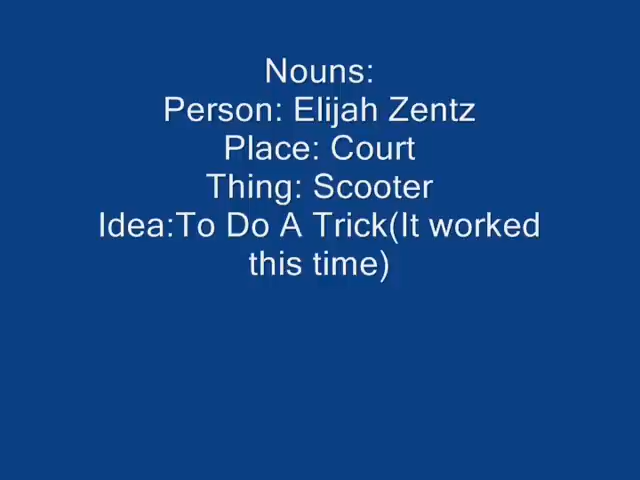 Nouns:
Person: Elijah Zentz
Place: Court
Thing: Scooter
Idea:To Do A Trick(It worked
this time)